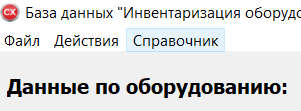 База данных "Инвентаризация оборудо
Файл Действия Справочник
Данные по оборудованию: